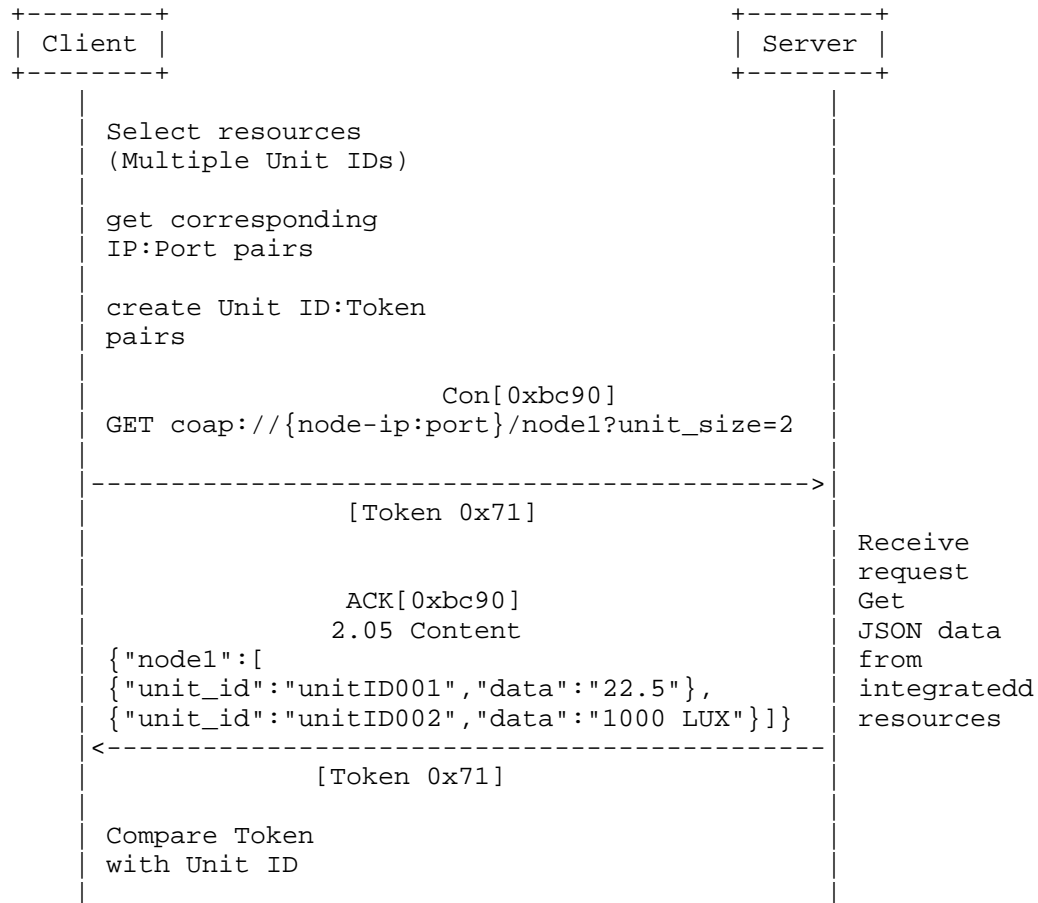 Client
Server
Select resources
(Multiple Unit IDs)
get corresponding
IP:Port pairs
create Unit ID:Token
pairs
Con[0xbc90]
GET coap://{node-ip:port}/node1?unit_size=2
[Token 0x71]
Receive
request
ACK[0xbc90]
Get
2.05 Content
JSON data
{"node1":[
from
{"unit_id":"unitID001","data":"22.5"},
integratedd
{"unit_id":"unitID002","data":"1000 LUX"}]}
resources
[Token 0x71]
Compare Token
with Unit ID